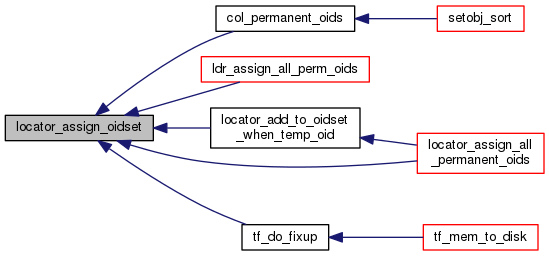 col_permanent_oids
setobj_sort
ldr_assign_all_perm_oids
locator_assign_oidset
locator_add_to_oidset
_when_temp_oid
locator_assign_all
_permanent_oids
tf_do_fixup
tf_mem_to_disk